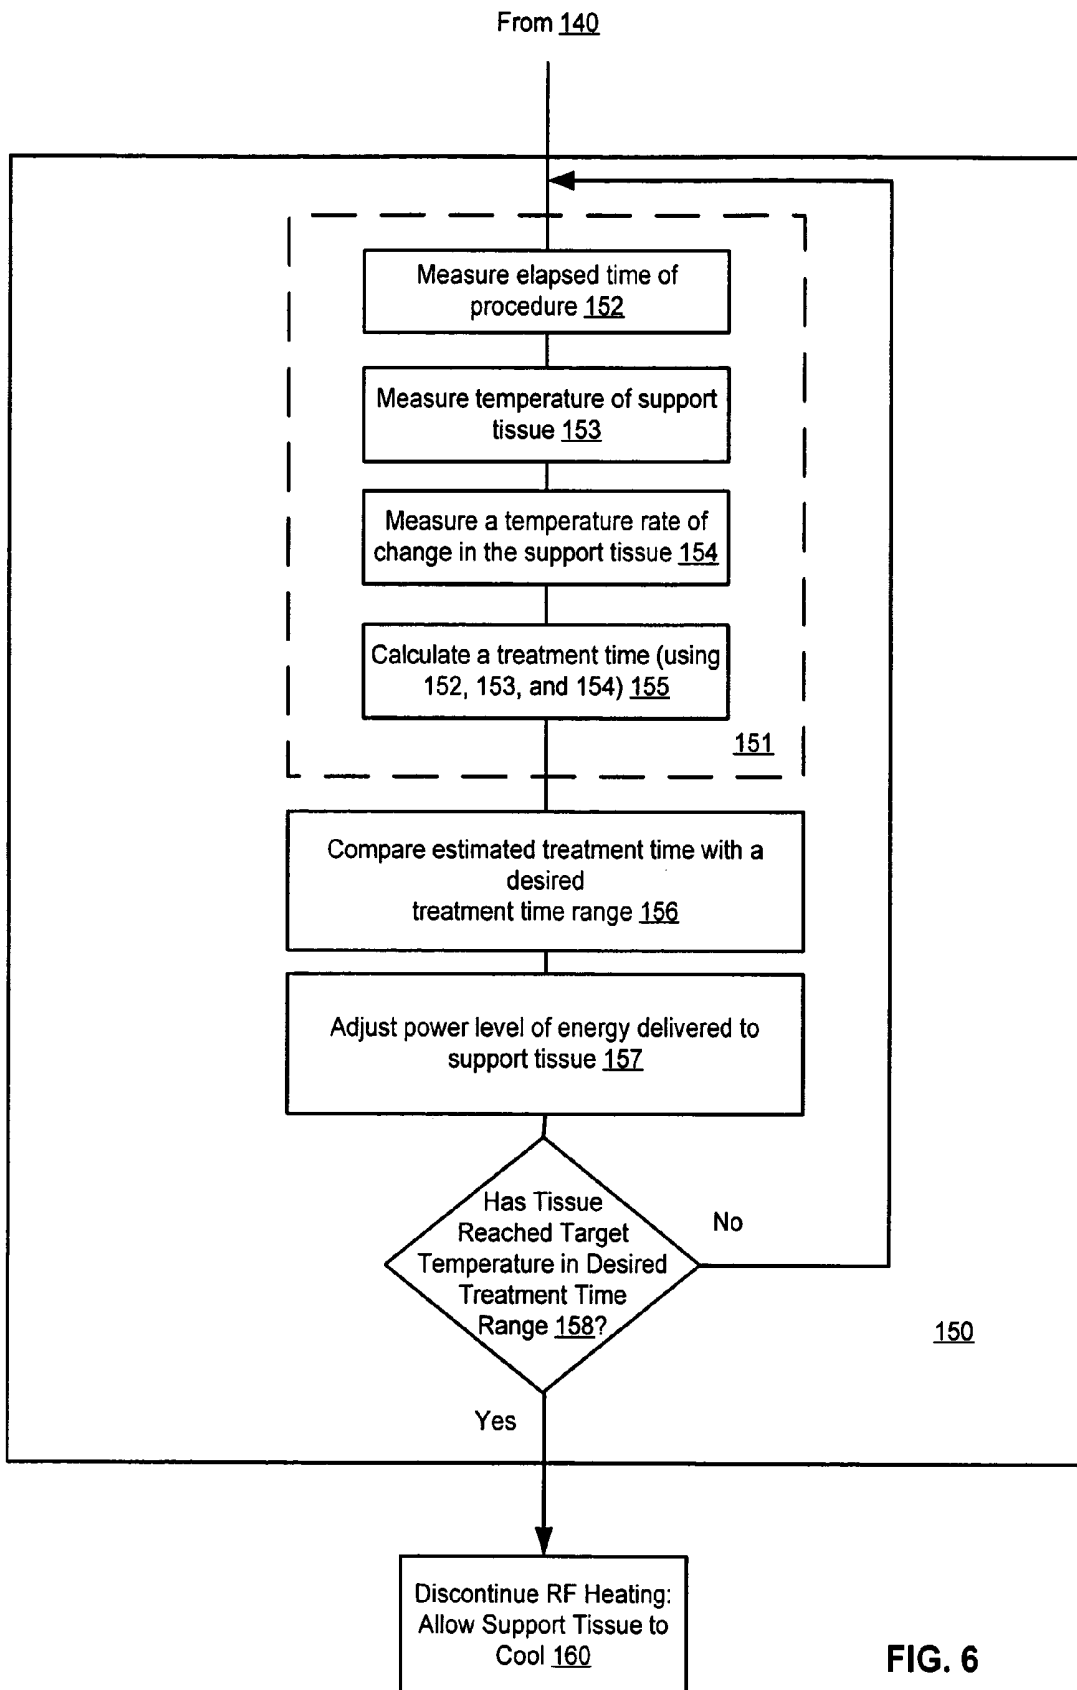 From 140
Measure elapsed time of
procedure 152
Measure temperature of support
tissue 153
Measure a temperature rate of
change in the support tissue 154
Calculate a treatment time (using
152, 153, and 154) 155
151
Compare estimated treatment time with a
desired
treatment time range 156
Adjust power level of energy delivered to
support tissue 157
Has Tissue
Reached Target
Temperature in Desired
Treatment Time
Range 158?
No
150
Yes
Discontinue RF Heating:
Allow Support Tissue to
Cool 160
FIG. 6